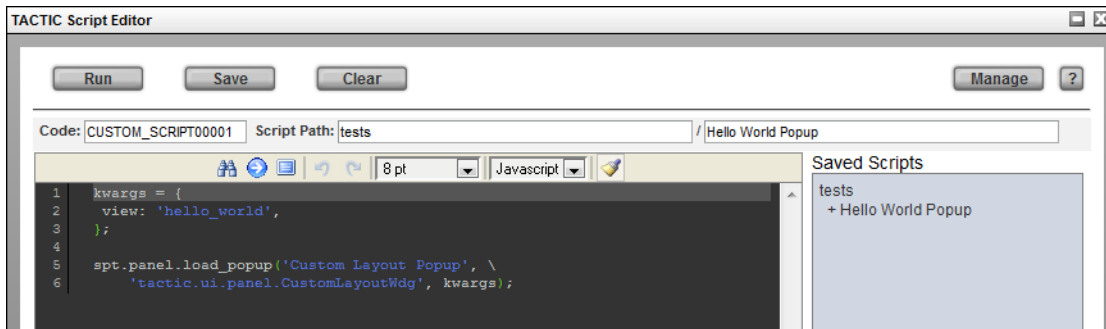 TACTIC Script Editor
Run Save Clear Manage ?
Code: CUSTOM_SCRIPT00001 Script Path: tests / Hello World Popup
8 pt Javascript Saved Scripts
1 kwargs = { tests
2 view: 'hello_world', + Hello World Popup
3 };
4
5 spt.panel.load_popup('Custom Layout Popup', \
6 'tactic.ui.panel.CustomLayoutWdg', kwargs);